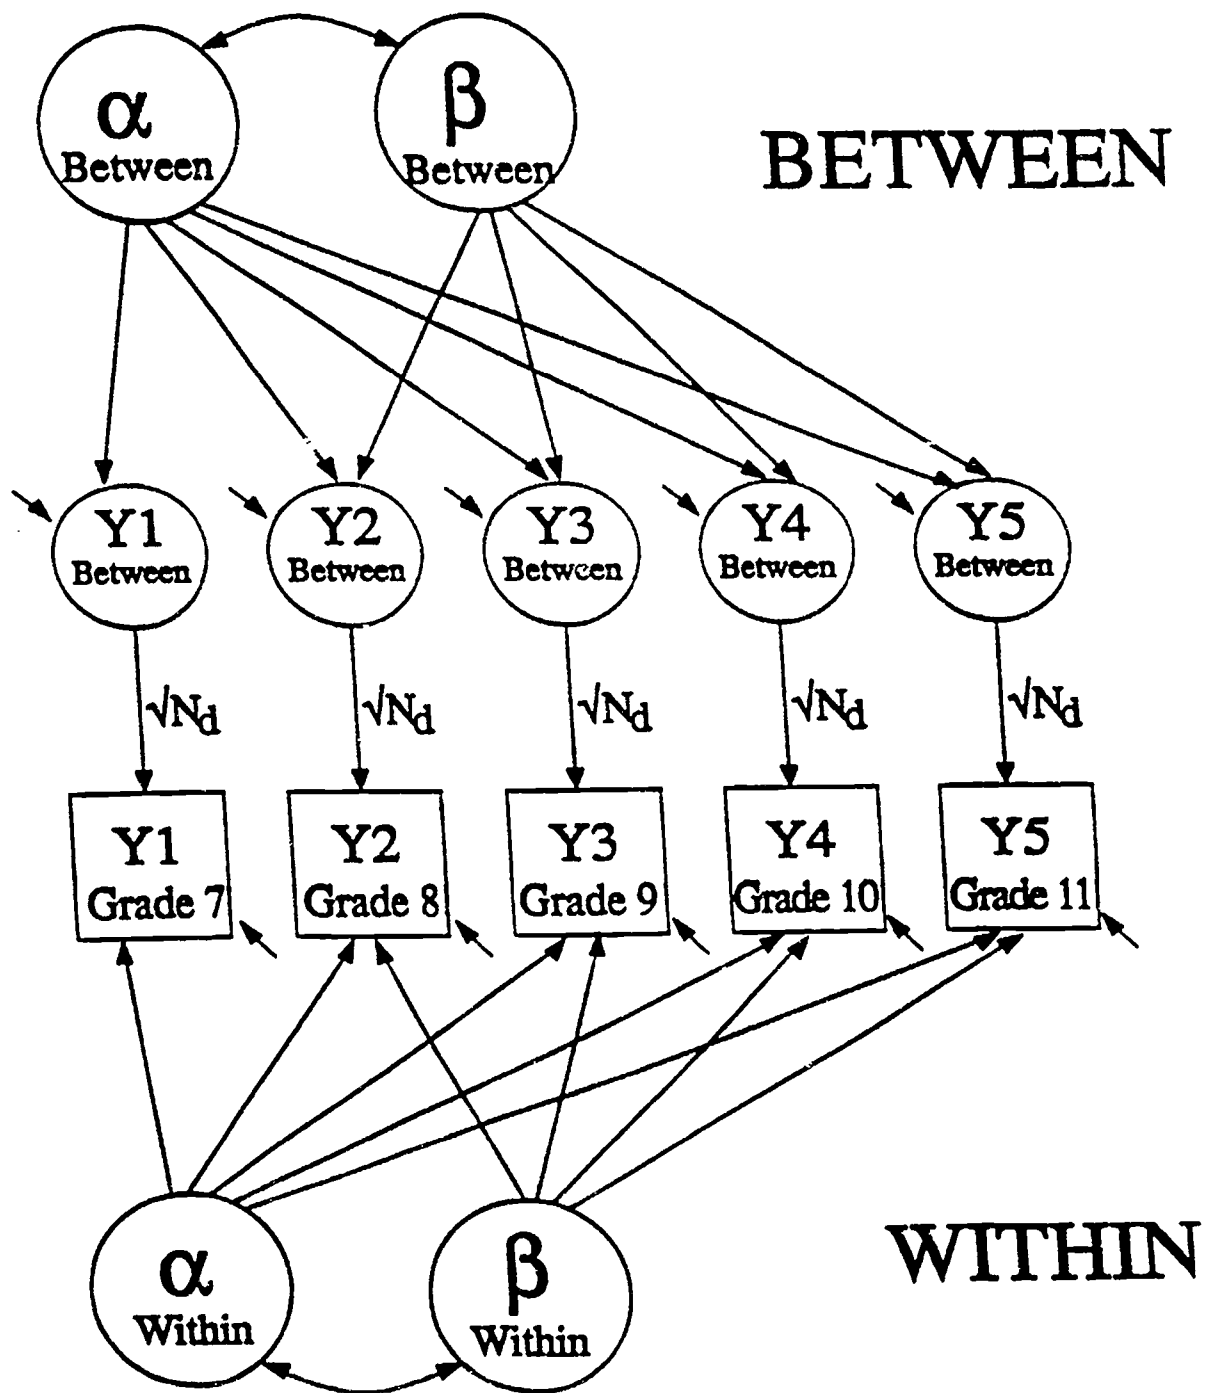 α
Between
β
Between
BETWEEN
Y1
Between
Y2
Between
Y3
Between
Y4
Between
Y5
Between
√Nd
√Nd
√Nd
√Nd
√Nd
Y1
Grade 7
Y2
Grade 8
Y3
Grade 9
Y4
Grade 10
Y5
Grade 11
α
Within
β
Within
WITHIN